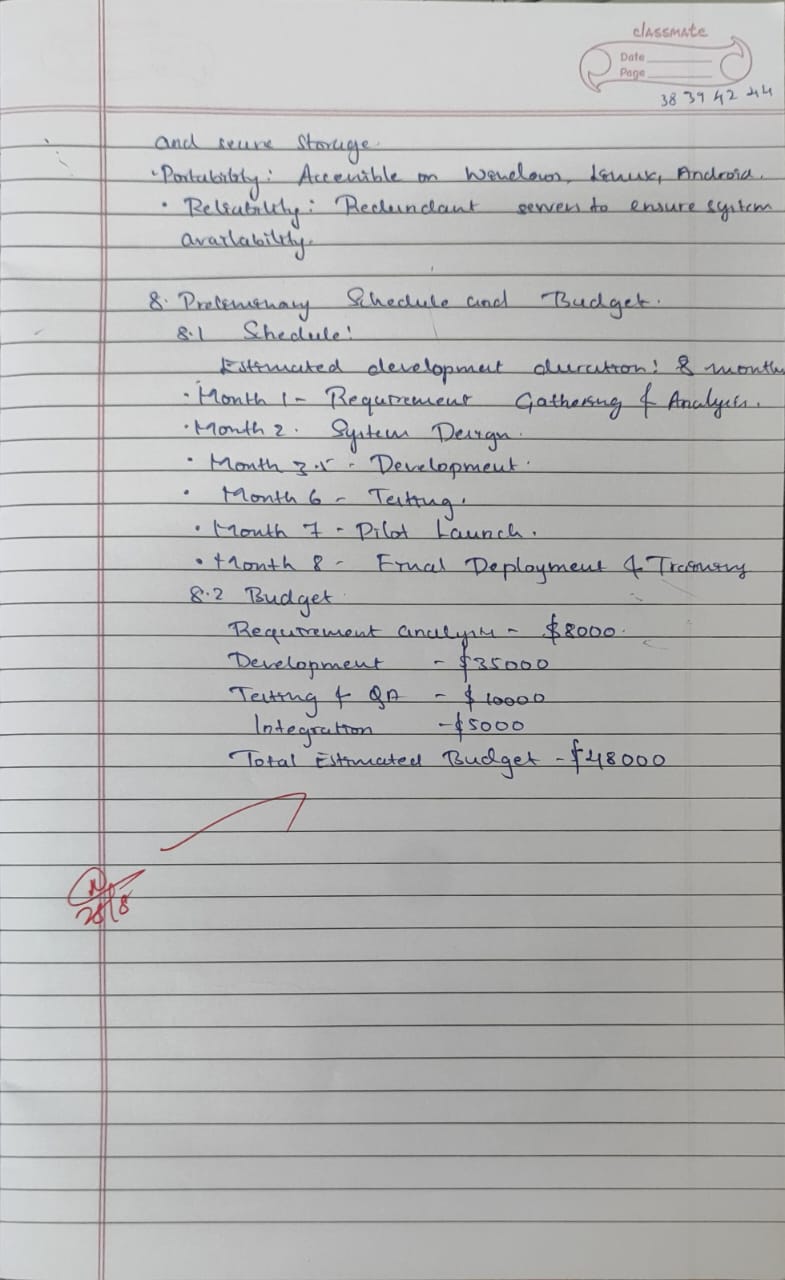 classmate
Date
Page
38 39 42 44
and secure storage.
• Portability: Accessible on Windows, Linux, Android.
• Reliability: Redundant servers to ensure system
availability.
8. Preliminary Schedule and Budget.
8.1 Schedule:
Estimated development duration: 8 months
• Month 1 - Requirement Gathering & Analysis.
• Month 2. System Design.
• Month 3-5 - Development.
• Month 6 - Testing.
• Month 7 - Pilot Launch.
• Month 8 - Final Deployment & Training
8.2 Budget
Requirement analysis - $8000.
Development - $35000
Testing & QA - $10000
Integration - $5000
Total Estimated Budget - $48000
28/8